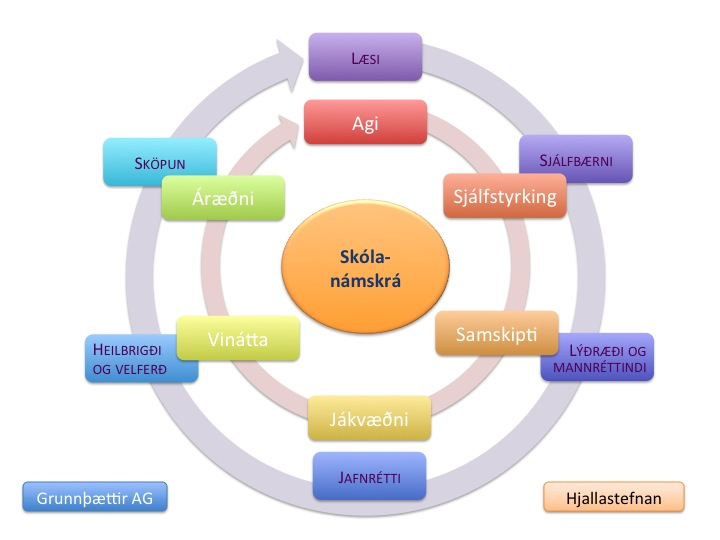 LÆSI
Agi
SKÖPUN
SJÁLFBÆRNI
Áræðni
Sjálfstyrking
Skóla-
námskrá
Vinátta
Samskipti
HEILBRIGÐI
OG VELFERÐ
LÝÐRÆÐI OG
MANNRÉTTINDI
Jákvæðni
JAFNRÉTTI
Grunnþættir AG
Hjallastefnan